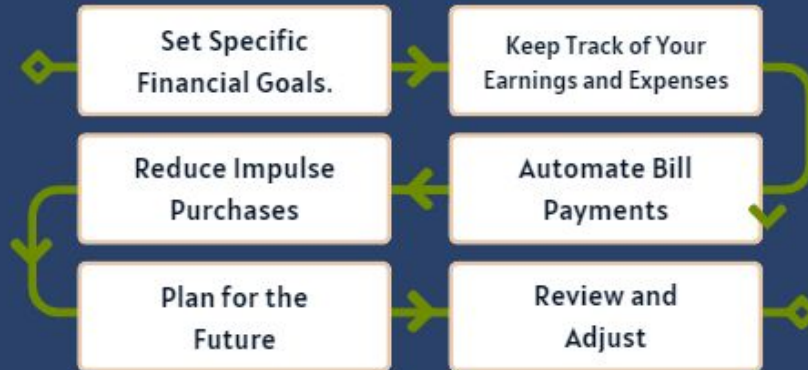 Set Specific
Financial Goals.
Keep Track of Your
Earnings and Expenses
Automate Bill
Payments
Reduce Impulse
Purchases
Plan for the
Future
Review and
Adjust